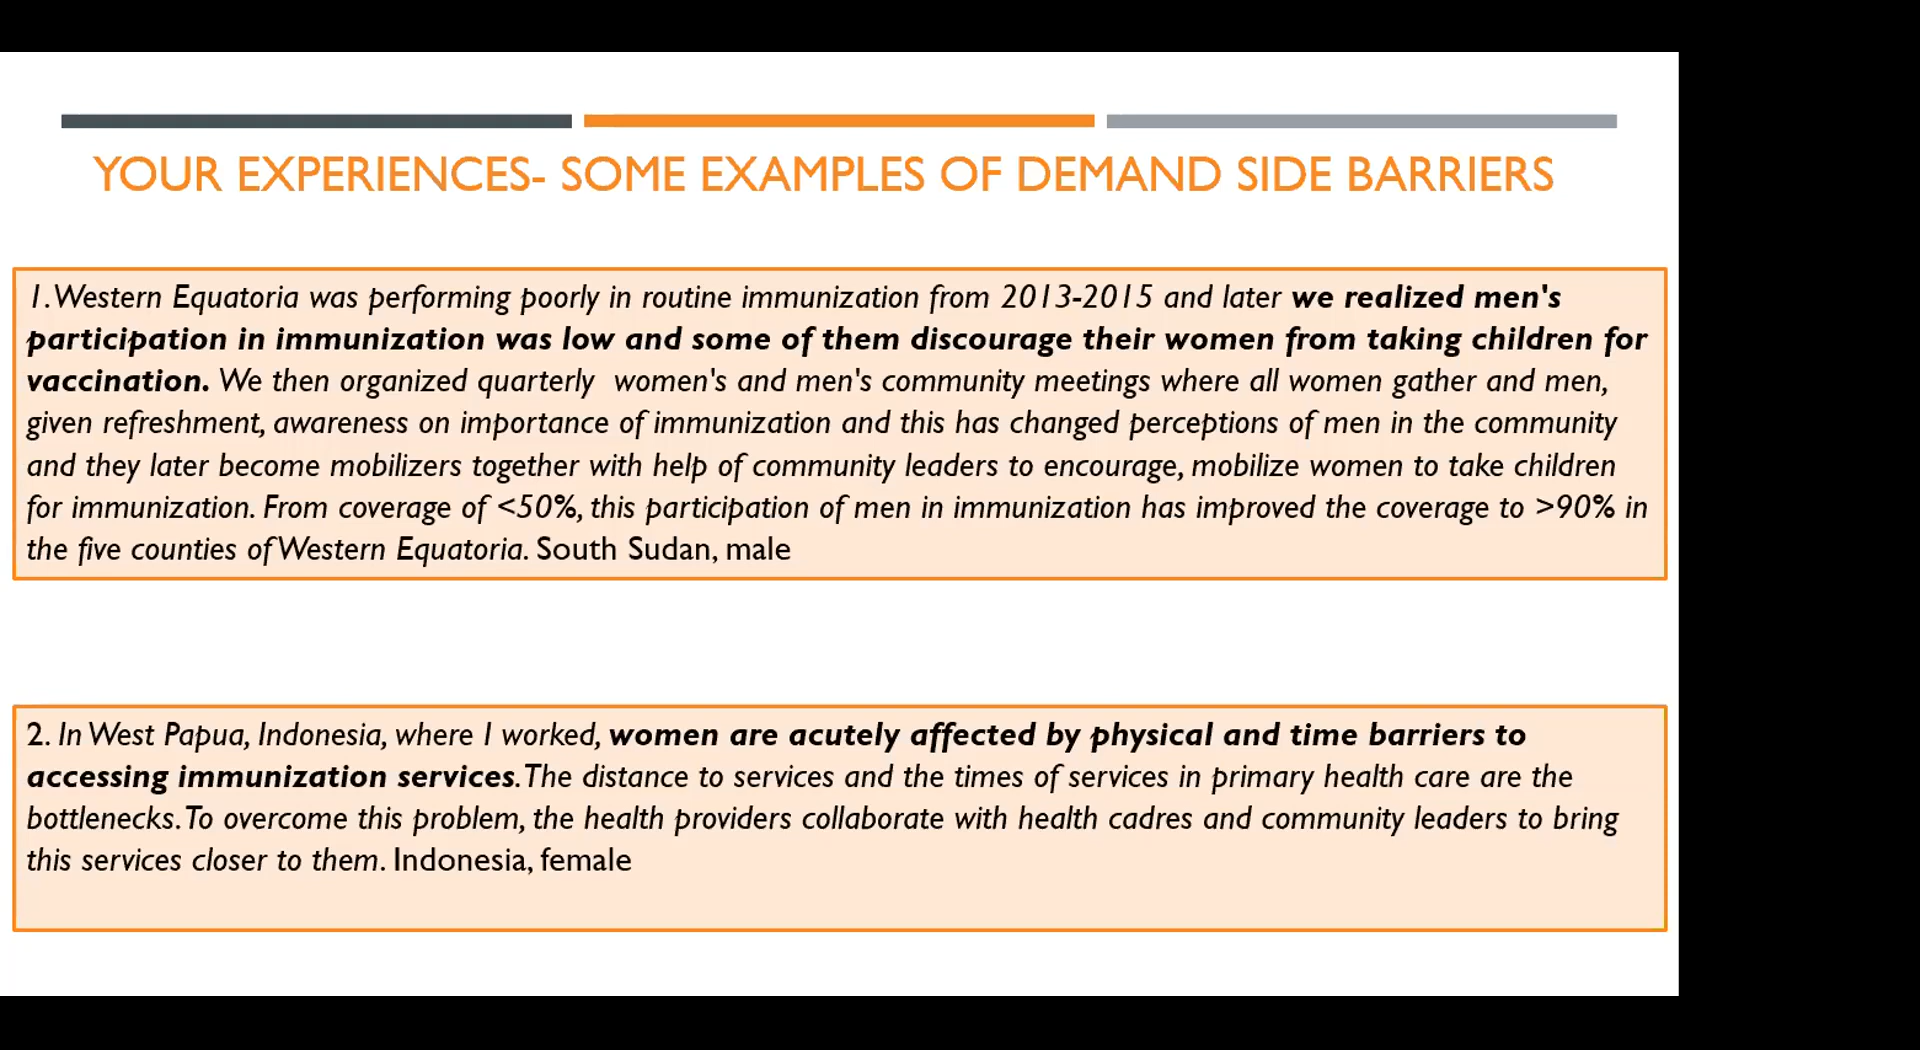 YOUR EXPERIENCES- SOME EXAMPLES OF DEMAND SIDE BARRIERS
1. Western Equatoria was performing poorly in routine immunization from 2013-2015 and later we realized men's
participation in immunization was low and some of them discourage their women from taking children for
vaccination. We then organized quarterly women's and men's community meetings where all women gather and men,
given refreshment, awareness on importance of immunization and this has changed perceptions of men in the community
and they later become mobilizers together with help of community leaders to encourage, mobilize women to take children
for immunization. From coverage of <50%, this participation of men in immunization has improved the coverage to >90% in
the five counties of Western Equatoria. South Sudan, male
2. In West Papua, Indonesia, where I worked, women are acutely affected by physical and time barriers to
accessing immunization services. The distance to services and the times of services in primary health care are the
bottlenecks. To overcome this problem, the health providers collaborate with health cadres and community leaders to bring
this services closer to them. Indonesia, female